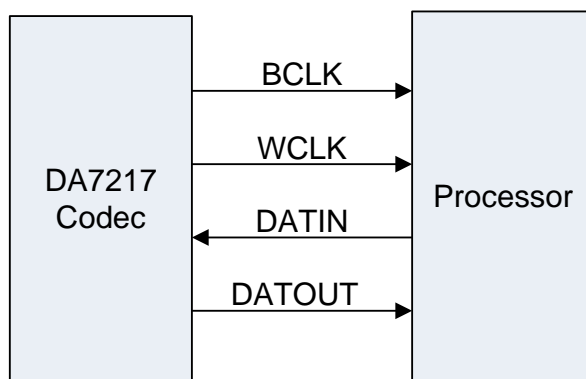 BCLK
WCLK
DA7217
Codec
Processor
DATIN
DATOUT